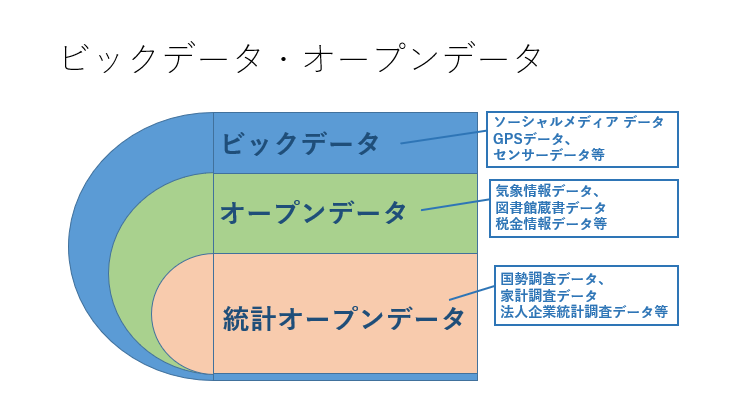 ビックデータ・オープンデータ
ビックデータ
ソーシャルメディア データ
GPSデータ、
センサーデータ等
オープンデータ
気象情報データ、
図書館蔵書データ
税金情報データ等
統計オープンデータ
国勢調査データ、
家計調査データ
法人企業統計調査データ等